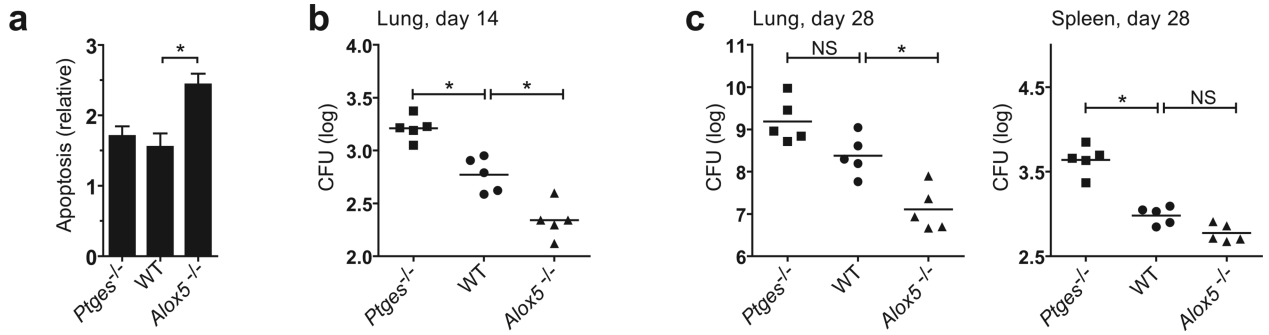 a
Apoptosis (relative)
3
2
1
0
*
Ptges-/-
WT
Alox5 -/-
b
Lung, day 14
CFU (log)
4.0
3.5
3.0
2.5
2.0
* *
Ptges-/-
WT
Alox5 -/-
c
Lung, day 28
CFU (log)
11
10
9
8
7
6
NS *
Ptges-/-
WT
Alox5 -/-
Spleen, day 28
CFU (log)
4.5
3.5
2.5
* NS
Ptges-/-
WT
Alox5 -/-